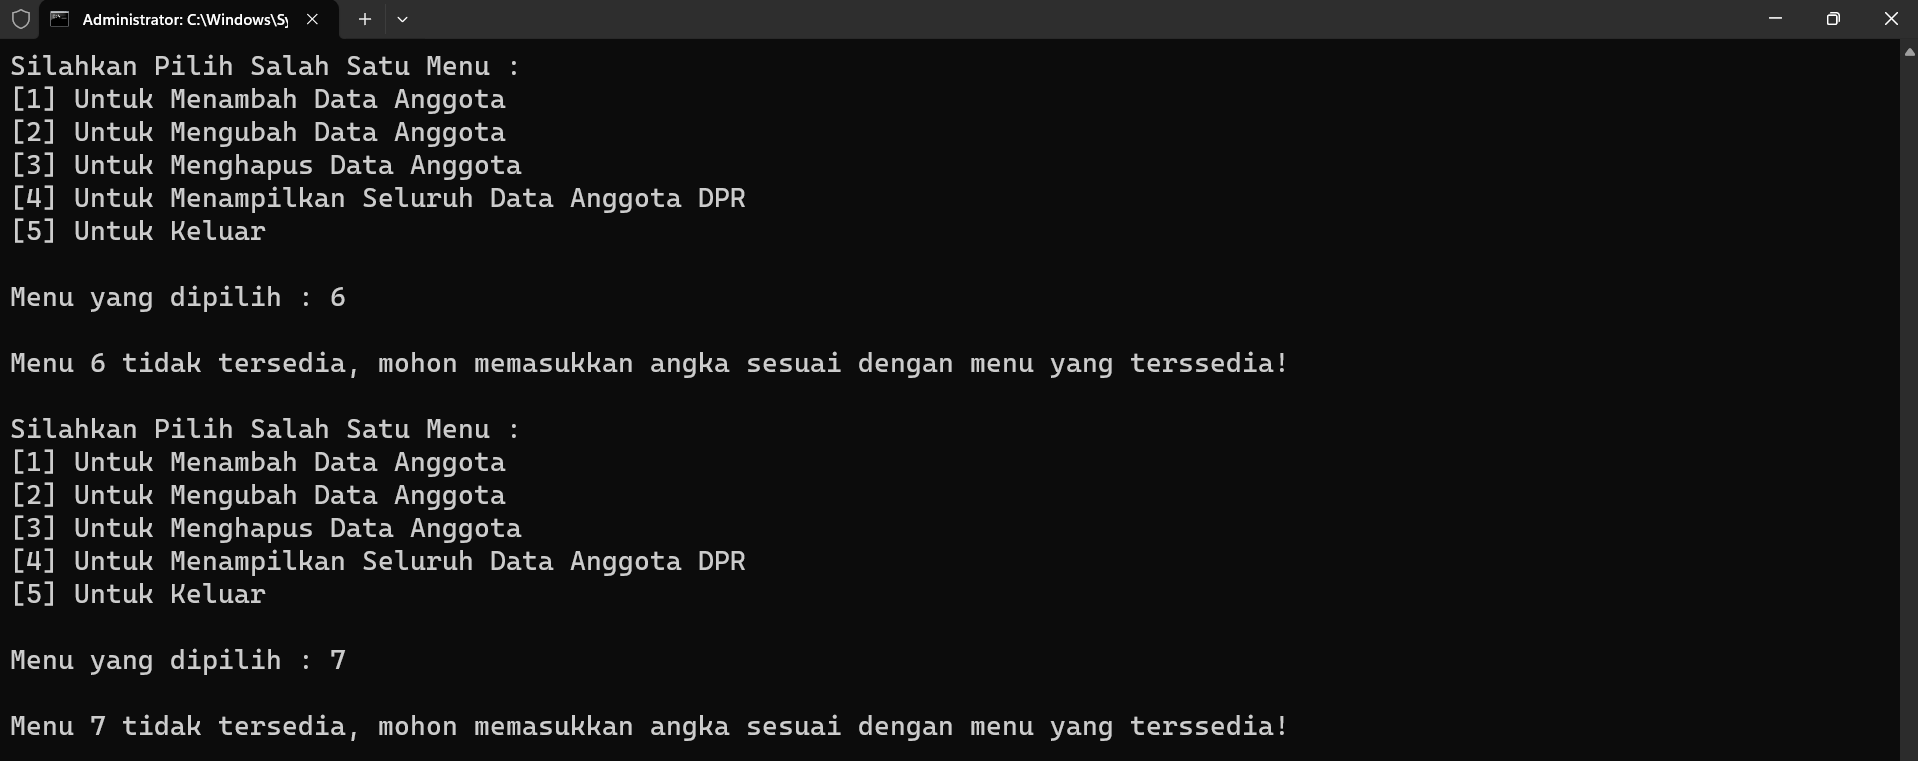 Administrator: C:\Windows\Sy
Silahkan Pilih Salah Satu Menu :
[1] Untuk Menambah Data Anggota
[2] Untuk Mengubah Data Anggota
[3] Untuk Menghapus Data Anggota
[4] Untuk Menampilkan Seluruh Data Anggota DPR
[5] Untuk Keluar
Menu yang dipilih : 6
Menu 6 tidak tersedia, mohon memasukkan angka sesuai dengan menu yang terssedia!
Silahkan Pilih Salah Satu Menu :
[1] Untuk Menambah Data Anggota
[2] Untuk Mengubah Data Anggota
[3] Untuk Menghapus Data Anggota
[4] Untuk Menampilkan Seluruh Data Anggota DPR
[5] Untuk Keluar
Menu yang dipilih : 7
Menu 7 tidak tersedia, mohon memasukkan angka sesuai dengan menu yang terssedia!